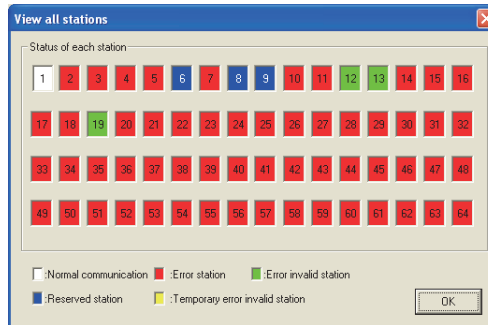 View all stations
Status of each station
1 2 3 4 5 6 7 8 9 10 11 12 13 14 15 16
17 18 19 20 21 22 23 24 25 26 27 28 29 30 31 32
33 34 35 36 37 38 39 40 41 42 43 44 45 46 47 48
49 50 51 52 53 54 55 56 57 58 59 60 61 62 63 64
:Normal communication :Error station :Error invalid station
:Reserved station :Temporary error invalid station
OK